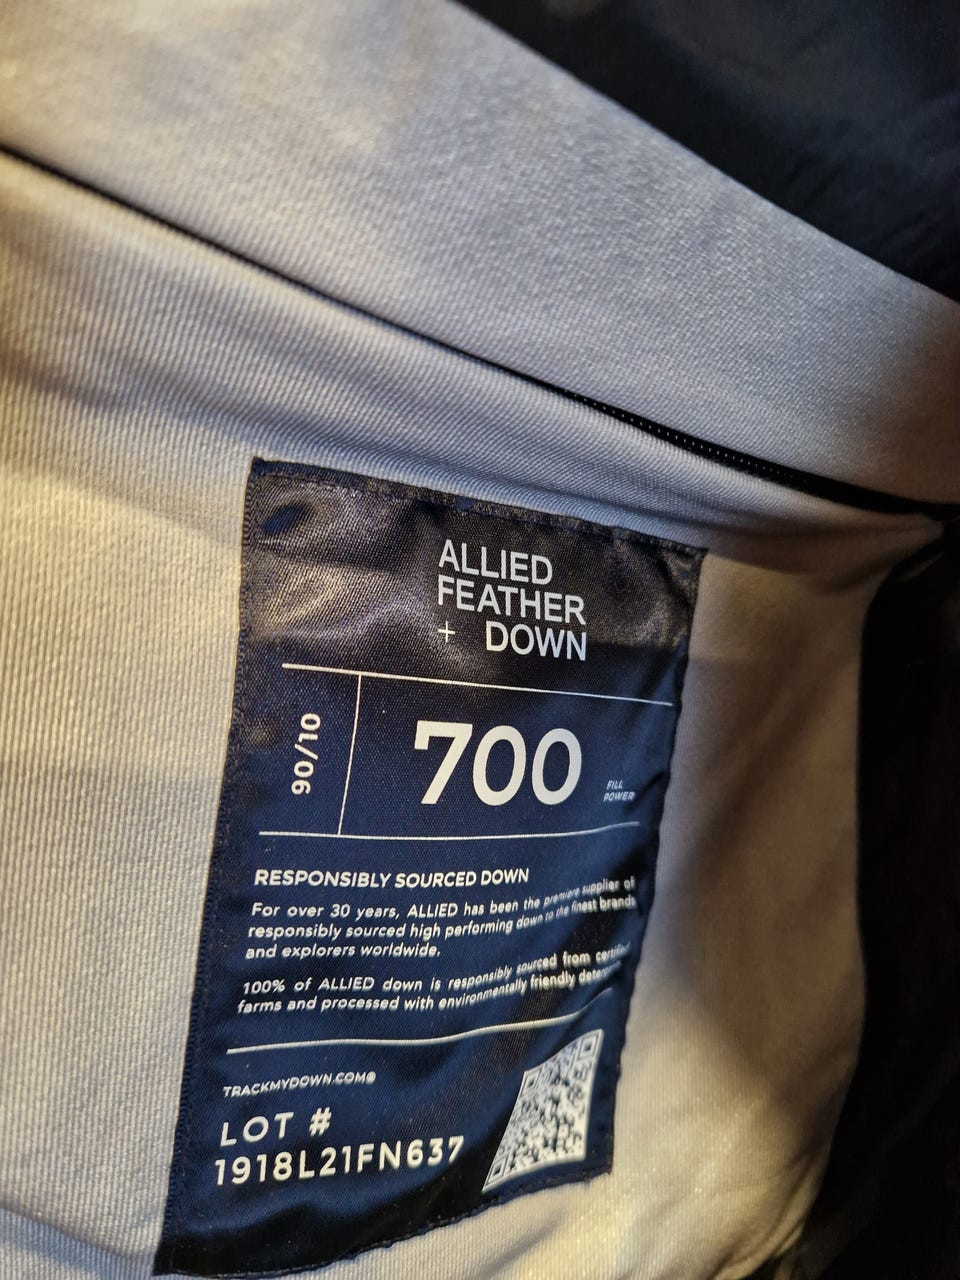 ALLIED
FEATHER
+ DOWN
90/10
700
FILL
POWER
RESPONSIBLY SOURCED DOWN
For over 30 years, ALLIED has been the premiere supplier of
responsibly sourced high performing down to the finest brands
and explorers worldwide.
100% of ALLIED down is responsibly sourced from certified
farms and processed with environmentally friendly
TRACKMYDOWN.COM®
LOT #
1918L21FN637